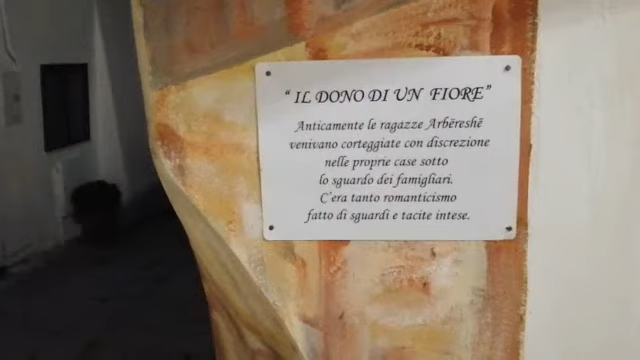 “IL DONO DI UN FIORE”
Anticamente le ragazze Arbëreshë
venivano corteggiate con discrezione
nelle proprie case sotto
lo sguardo dei famigliari.
C'era tanto romanticismo
fatto di sguardi e tacite intese.